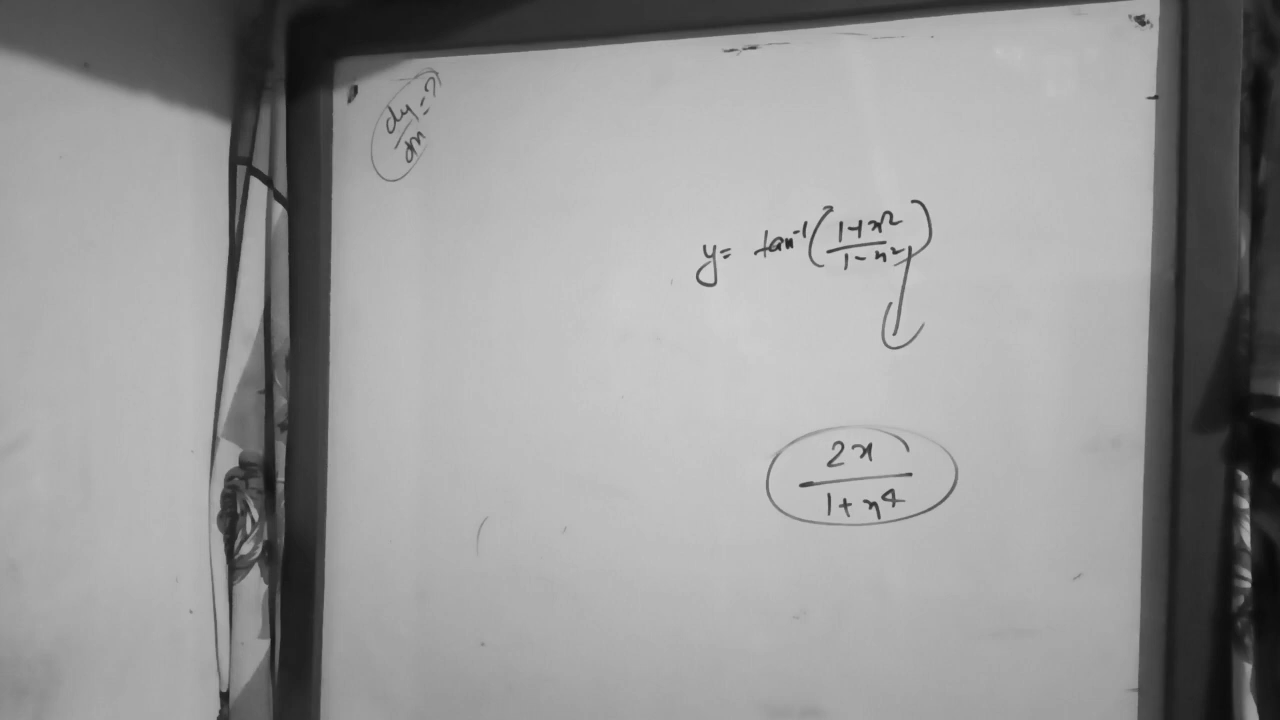 dy/dx = ?
y = tan⁻¹((1+x²)/(1-x²))
2x/(1+x⁴)